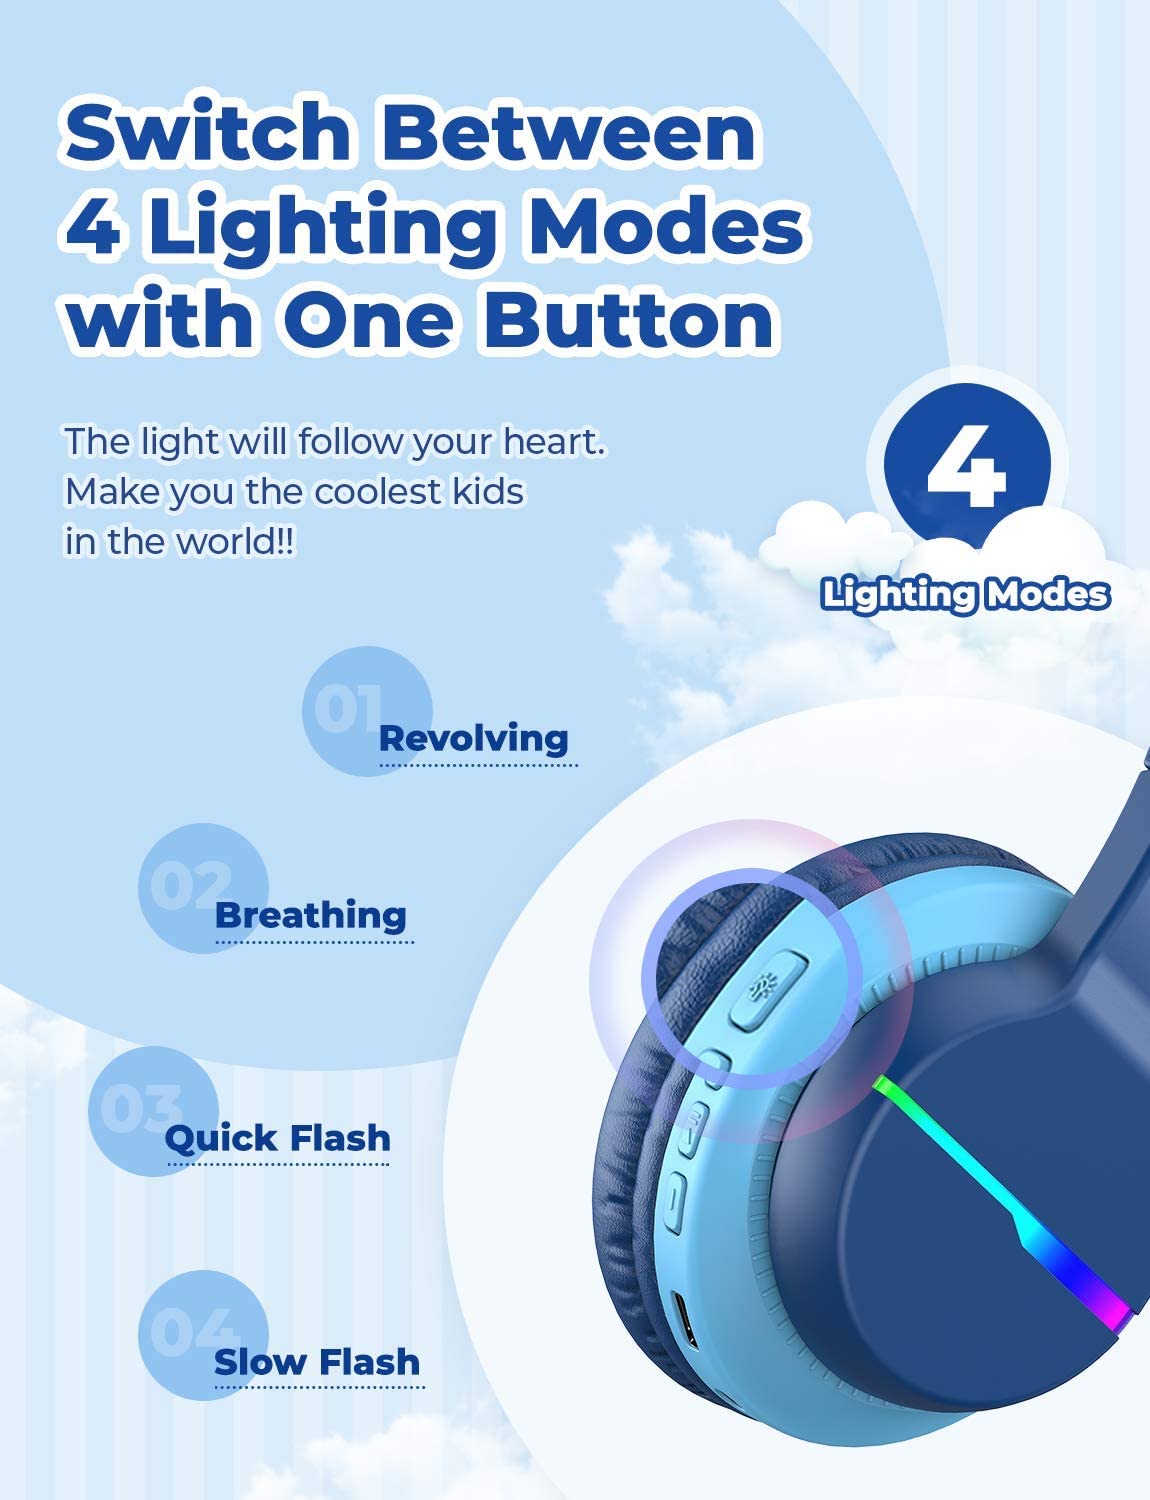 Switch Between
4 Lighting Modes
with One Button
The light will follow your heart.
Make you the coolest kids
in the world!!
4
Lighting Modes
01
Revolving
02
Breathing
03
Quick Flash
04
Slow Flash